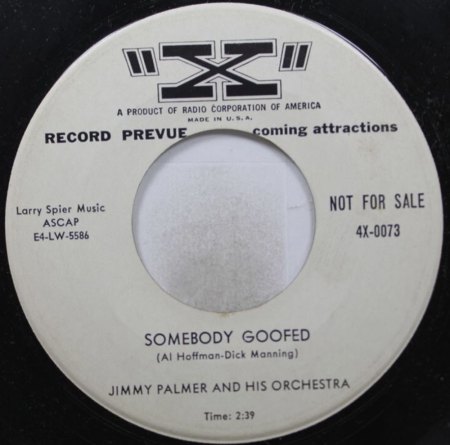 "X"
A PRODUCT OF RADIO CORPORATION OF AMERICA
MADE IN U.S.A.
RECORD PREVUE coming attractions
Larry Spier Music
ASCAP
E4-LW-5586
NOT FOR SALE
4X-0073
SOMEBODY GOOFED
(Al Hoffman-Dick Manning)
JIMMY PALMER AND HIS ORCHESTRA
Time: 2:39